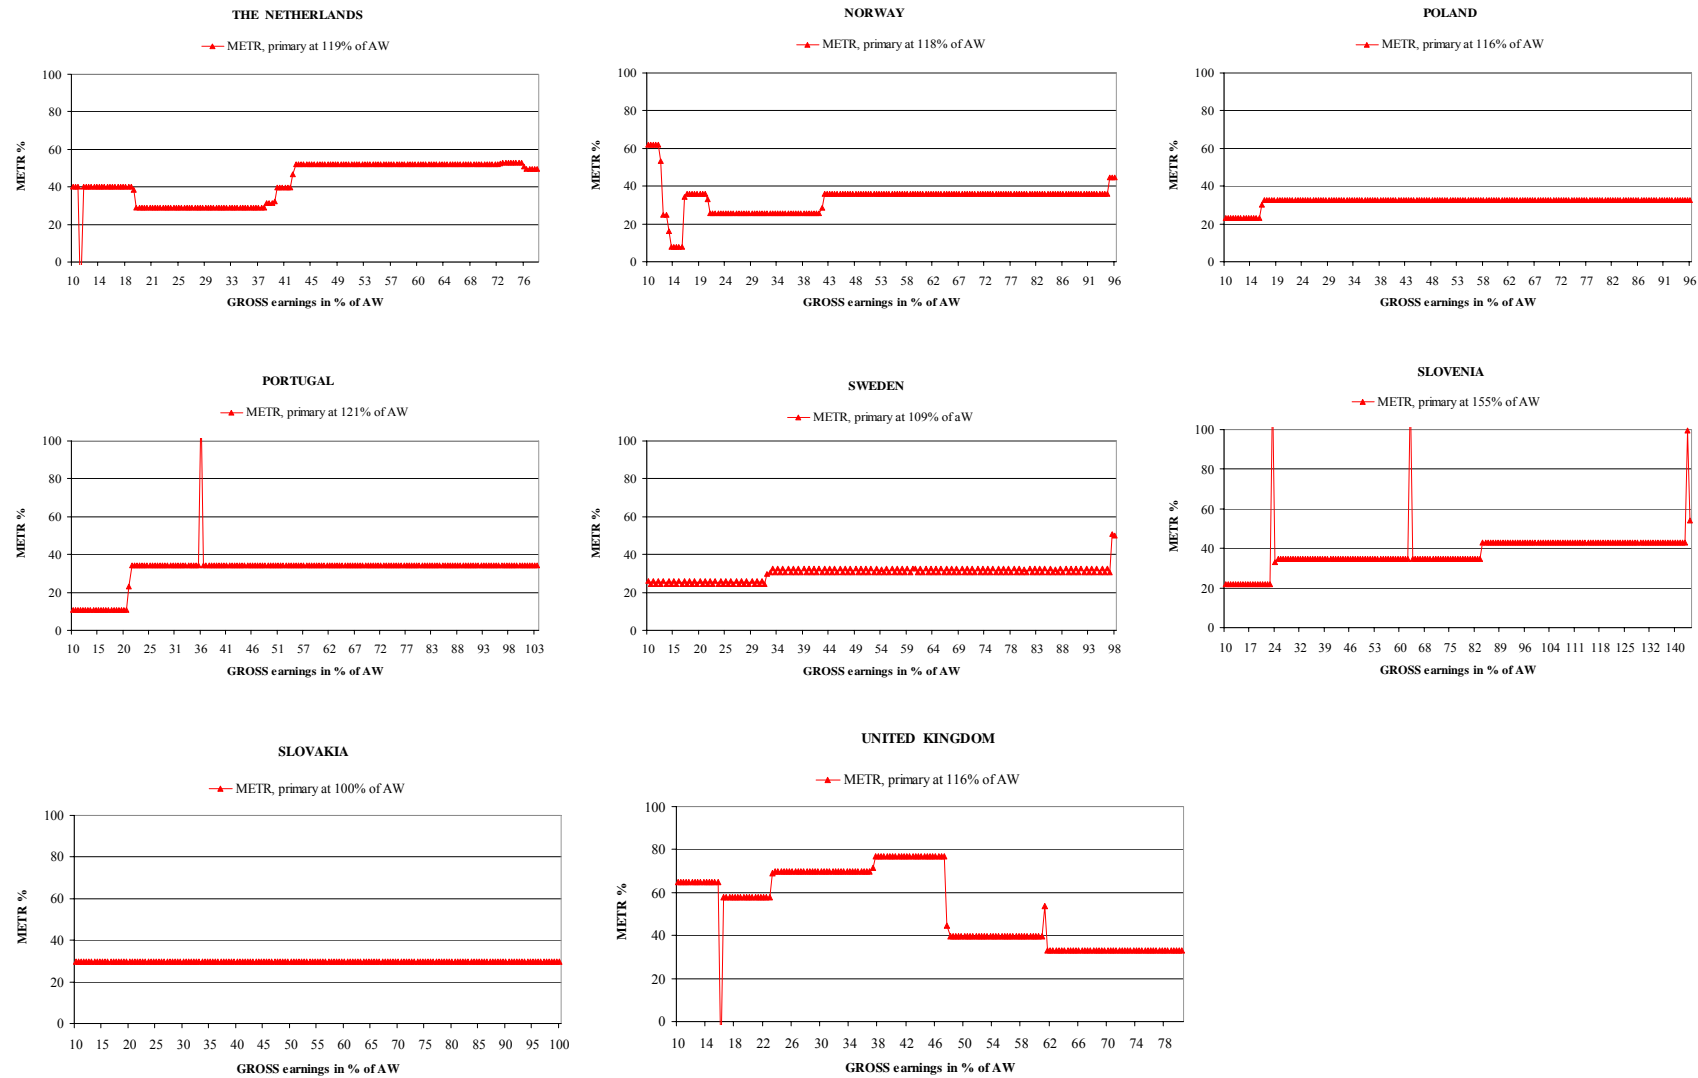 THE NETHERLANDS
METR, primary at 119% of AW
100
80
60
40
20
0
METR %
10 14 18 21 25 29 33 37 41 45 49 53 57 60 64 68 72 76
GROSS earnings in % of AW
NORWAY
METR, primary at 118% of AW
100
80
60
40
20
0
METR %
10 14 19 24 29 34 38 43 48 53 58 62 67 72 77 82 86 91 96
GROSS earnings in % of AW
POLAND
METR, primary at 116% of AW
100
80
60
40
20
0
METR %
10 14 19 24 29 34 38 43 48 53 58 62 67 72 77 82 86 91 96
GROSS earnings in % of AW
PORTUGAL
METR, primary at 121% of AW
100
80
60
40
20
0
METR %
10 15 20 25 31 36 41 46 51 57 62 67 72 77 83 88 93 98 103
GROSS earnings in % of AW
SWEDEN
METR, primary at 109% of aW
100
80
60
40
20
0
METR %
10 15 20 25 30 34 39 44 49 54 59 64 69 74 78 83 88 93 98
GROSS earnings in % of AW
SLOVENIA
METR, primary at 155% of AW
100
80
60
40
20
0
METR %
10 17 24 32 39 46 53 60 68 75 82 89 96 104 111 118 125 132 140
GROSS earnings in % of AW
SLOVAKIA
METR, primary at 100% of AW
100
80
60
40
20
0
METR %
10 15 20 25 30 35 40 45 50 55 60 65 70 75 80 85 90 95 100
GROSS earnings in % of AW
UNITED KINGDOM
METR, primary at 116% of AW
100
80
60
40
20
0
METR %
10 14 18 22 26 30 34 38 42 46 50 54 58 62 66 70 74 78
GROSS earnings in % of AW